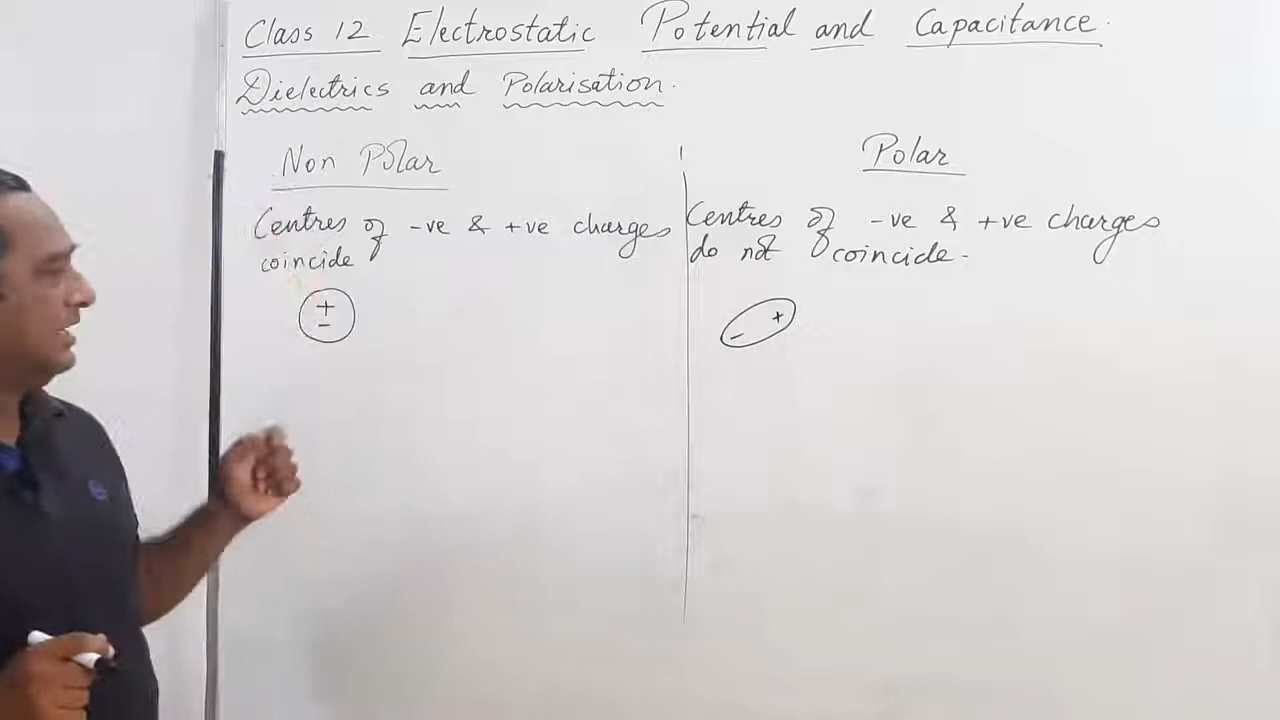 Class 12 Electrostatic Potential and Capacitance.
Dielectrics and Polarisation.
Non Polar
Centres of -ve & +ve charges
coincide
+
-
Polar
Centres of -ve & +ve charges
do not coincide.
- +